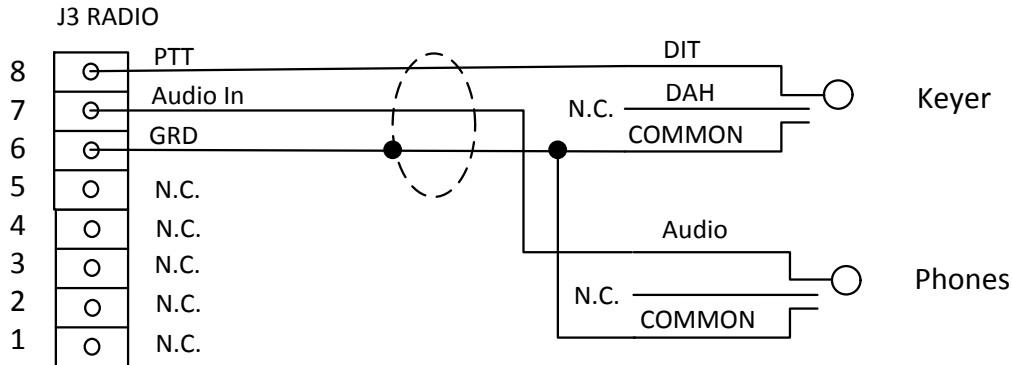 J3 RADIO
8 PTT DIT
7 Audio In N.C. DAH Keyer
6 GRD COMMON
5 N.C.
4 N.C. Audio
3 N.C. Phones
2 N.C. N.C.
1 N.C. COMMON